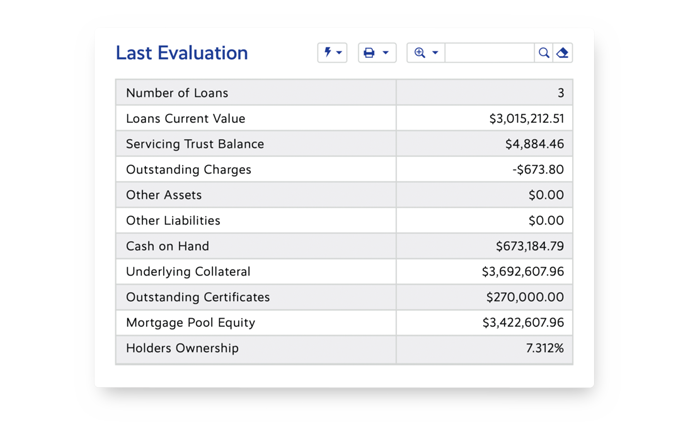 Last Evaluation
Number of Loans 3
Loans Current Value $3,015,212.51
Servicing Trust Balance $4,884.46
Outstanding Charges -$673.80
Other Assets $0.00
Other Liabilities $0.00
Cash on Hand $673,184.79
Underlying Collateral $3,692,607.96
Outstanding Certificates $270,000.00
Mortgage Pool Equity $3,422,607.96
Holders Ownership 7.312%